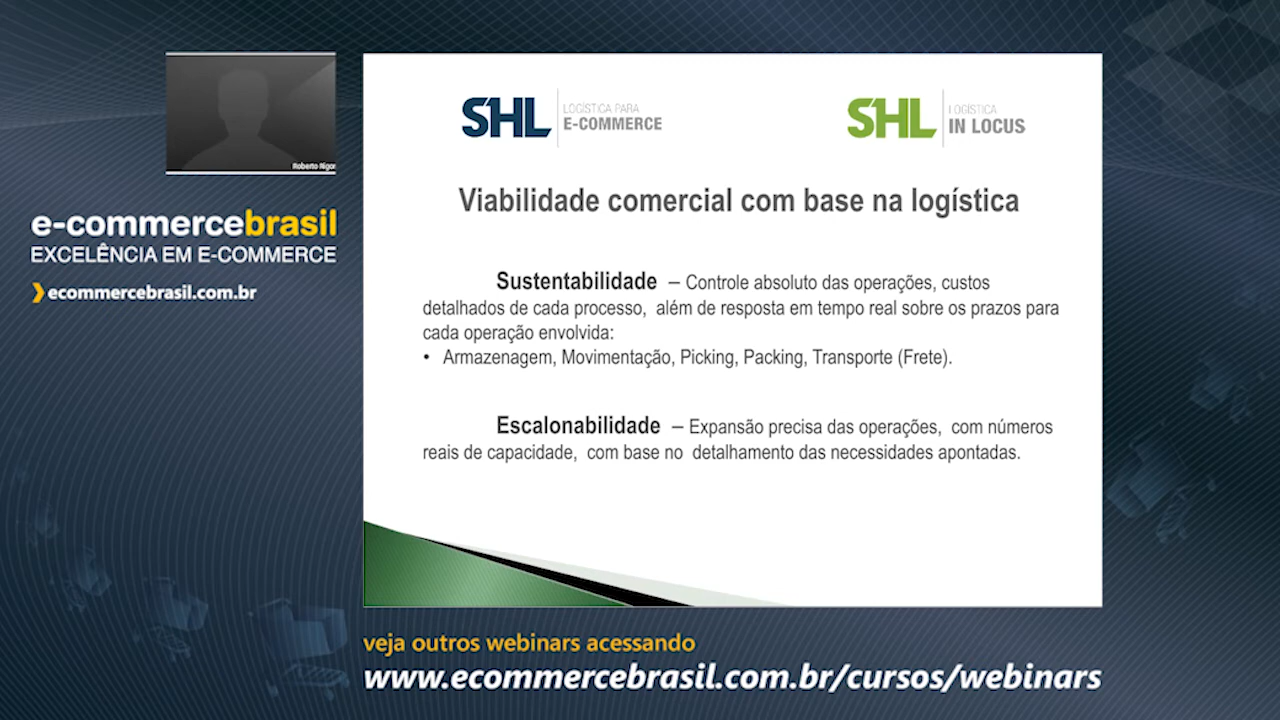 Roberto Rigon
e-commercebrasil
EXCELÊNCIA EM E-COMMERCE
ecommercebrasil.com.br
SHL LOGÍSTICA PARA
E-COMMERCE
SHL LOGÍSTICA
IN LOCUS
Viabilidade comercial com base na logística
Sustentabilidade – Controle absoluto das operações, custos
detalhados de cada processo, além de resposta em tempo real sobre os prazos para
cada operação envolvida:
• Armazenagem, Movimentação, Picking, Packing, Transporte (Frete).
Escalonabilidade – Expansão precisa das operações, com números
reais de capacidade, com base no detalhamento das necessidades apontadas.
veja outros webinars acessando
www.ecommercebrasil.com.br/cursos/webinars